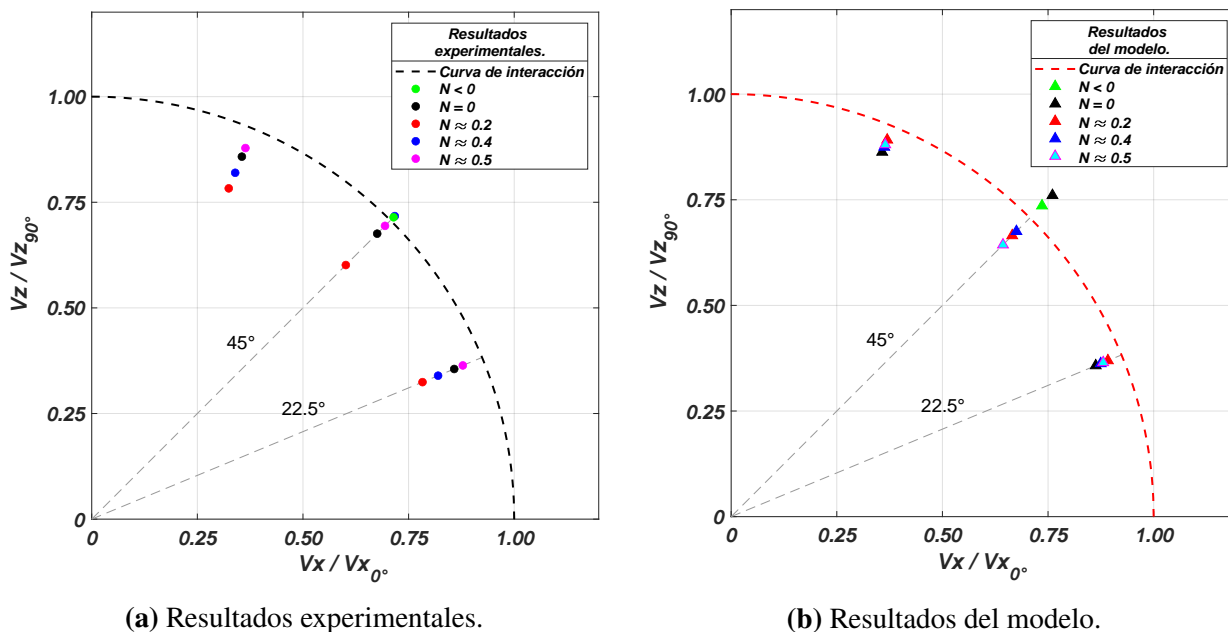 Resultados
experimentales.
Curva de interacción
N < 0
N = 0
N ≈ 0.2
N ≈ 0.4
N ≈ 0.5
1.00
0.75
0.50
0.25
0
Vz / Vz90°
45°
22.5°
0
0.25
0.50
0.75
1.00
Vx / Vx0°
(a) Resultados experimentales.
Resultados
del modelo.
Curva de interacción
N < 0
N = 0
N ≈ 0.2
N ≈ 0.4
N ≈ 0.5
1.00
0.75
0.50
0.25
0
Vz / Vz90°
45°
22.5°
0
0.25
0.50
0.75
1.00
Vx / Vx0°
(b) Resultados del modelo.